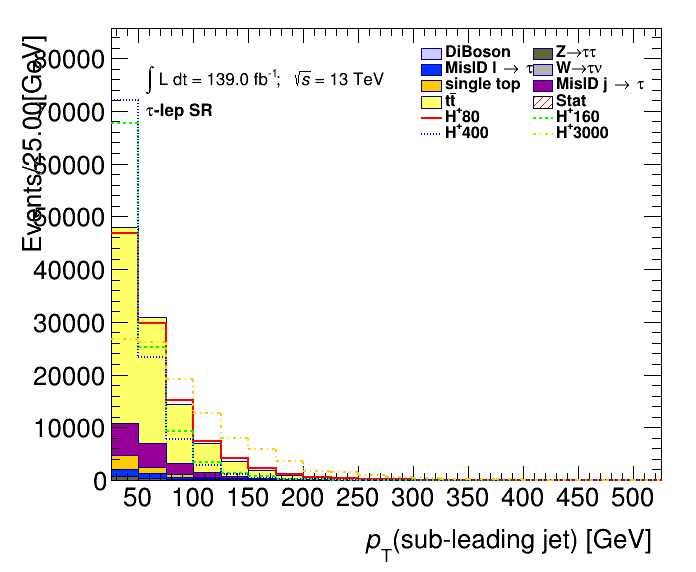 Events/25.00[GeV]
80000
70000
60000
50000
40000
30000
20000
10000
0
∫ L dt = 139.0 fb⁻¹; √s = 13 TeV
τ-lep SR
DiBoson
Z→ττ
MisID l → τ
W→τν
single top
MisID j → τ
tt̄
Stat
H⁺80
H⁺160
H⁺400
H⁺3000
50 100 150 200 250 300 350 400 450 500
p_T(sub-leading jet) [GeV]